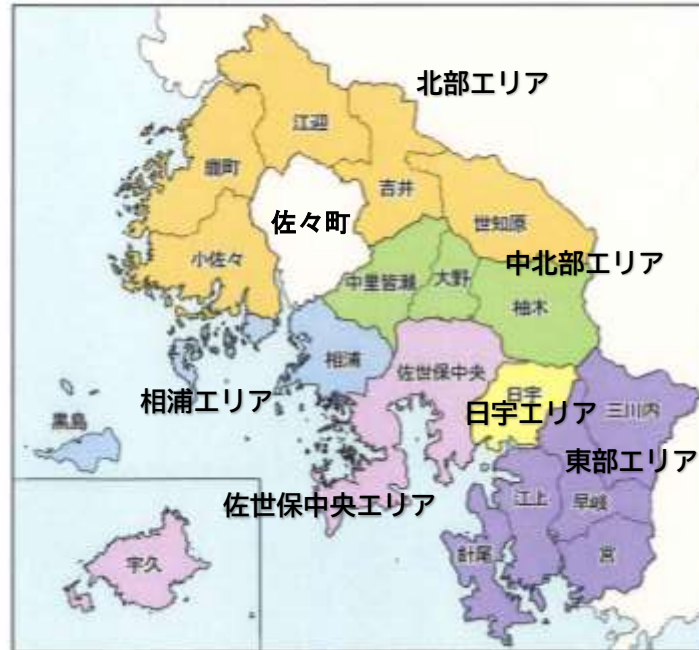 北部エリア
江迎
鹿町
吉井
佐々町
世知原
小佐々
中北部エリア
中里皆瀬
大野
柚木
相浦
佐世保中央
日宇
相浦エリア
日宇エリア
三川内
黒島
東部エリア
佐世保中央エリア
江上
早岐
宇久
針尾
宮